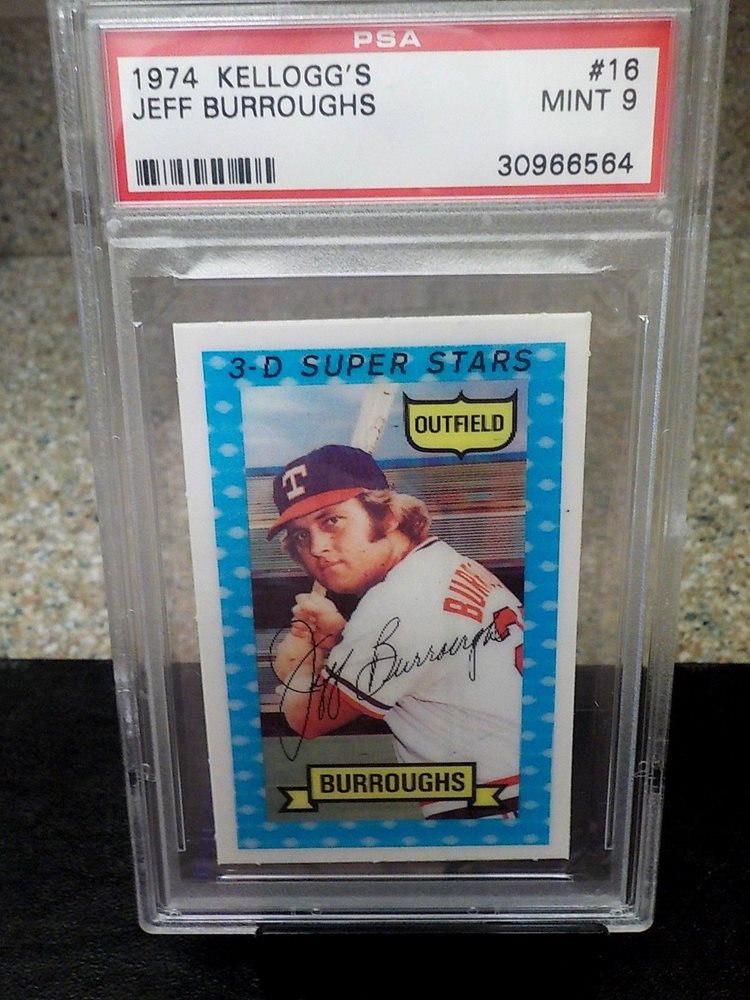 PSA
1974 KELLOGG'S #16
JEFF BURROUGHS MINT 9
30966564
3-D SUPER STARS
OUTFIELD
T
Jeff Burroughs
BURROUGHS